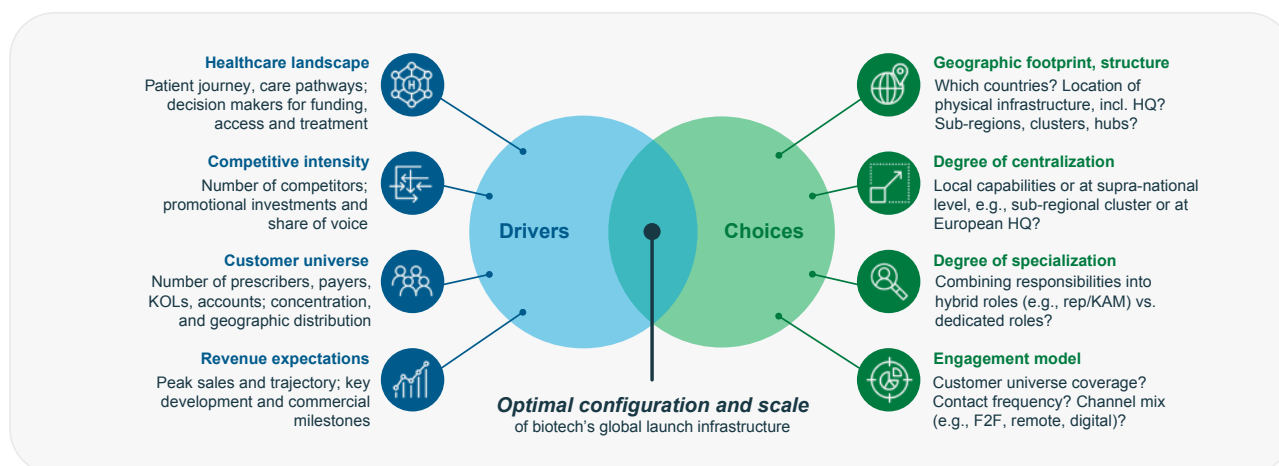 Healthcare landscape
Patient journey, care pathways;
decision makers for funding,
access and treatment
Competitive intensity
Number of competitors;
promotional investments and
share of voice
Customer universe
Number of prescribers, payers,
KOLs, accounts; concentration,
and geographic distribution
Revenue expectations
Peak sales and trajectory; key
development and commercial
milestones
H
Drivers
Choices
Optimal configuration and scale
of biotech's global launch infrastructure
Geographic footprint, structure
Which countries? Location of
physical infrastructure, incl. HQ?
Sub-regions, clusters, hubs?
Degree of centralization
Local capabilities or at supra-national
level, e.g., sub-regional cluster or at
European HQ?
Degree of specialization
Combining responsibilities into
hybrid roles (e.g., rep/KAM) vs.
dedicated roles?
Engagement model
Customer universe coverage?
Contact frequency? Channel mix
(e.g., F2F, remote, digital)?